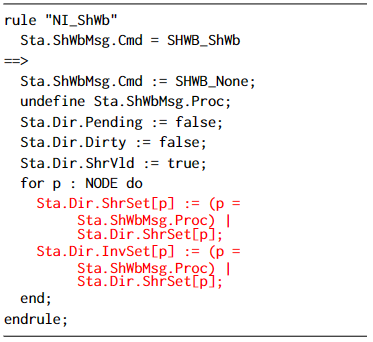 rule "NI_ShWb"
Sta.ShWbMsg.Cmd = SHWB_ShWb
==>
Sta.ShWbMsg.Cmd := SHWB_None;
undefine Sta.ShWbMsg.Proc;
Sta.Dir.Pending := false;
Sta.Dir.Dirty := false;
Sta.Dir.ShrVld := true;
for p : NODE do
Sta.Dir.ShrSet[p] := (p =
Sta.ShWbMsg.Proc) |
Sta.Dir.ShrSet[p];
Sta.Dir.InvSet[p] := (p =
Sta.ShWbMsg.Proc) |
Sta.Dir.ShrSet[p];
end;
endrule;